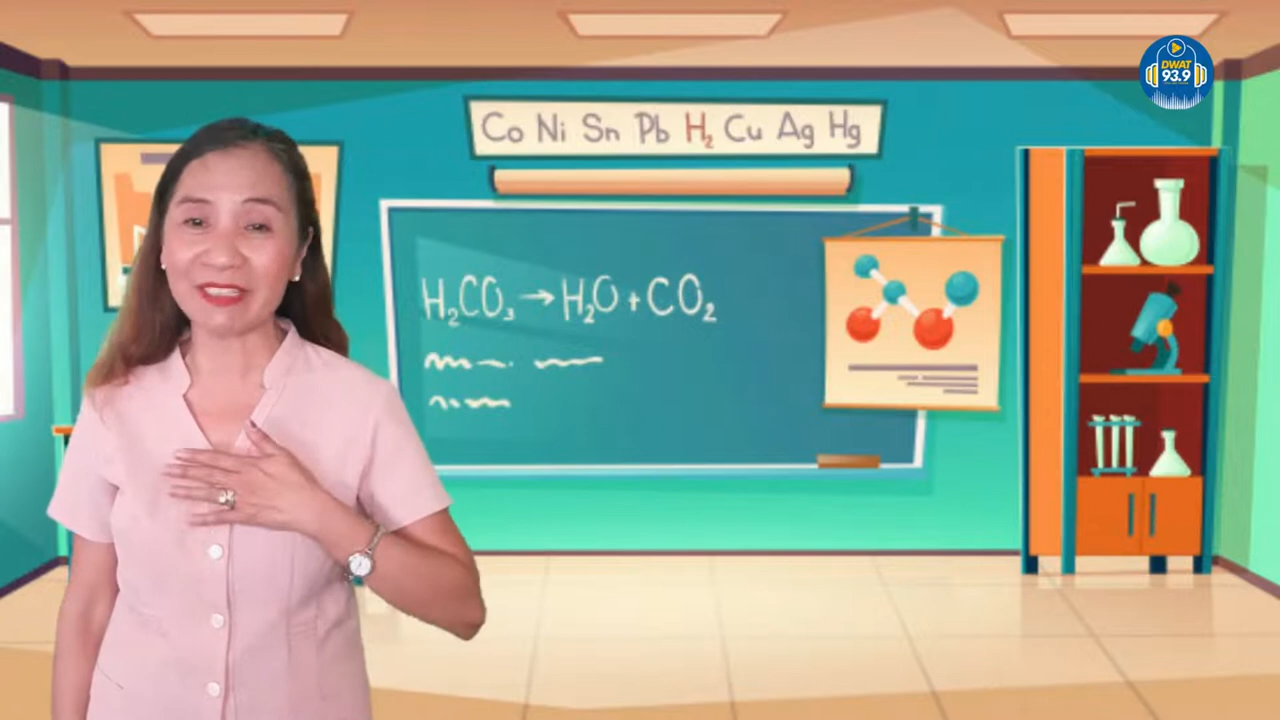 DWAT
93.9
Co Ni Sn Pb H₂ Cu Ag Hg
H₂CO₃ → H₂O + CO₂